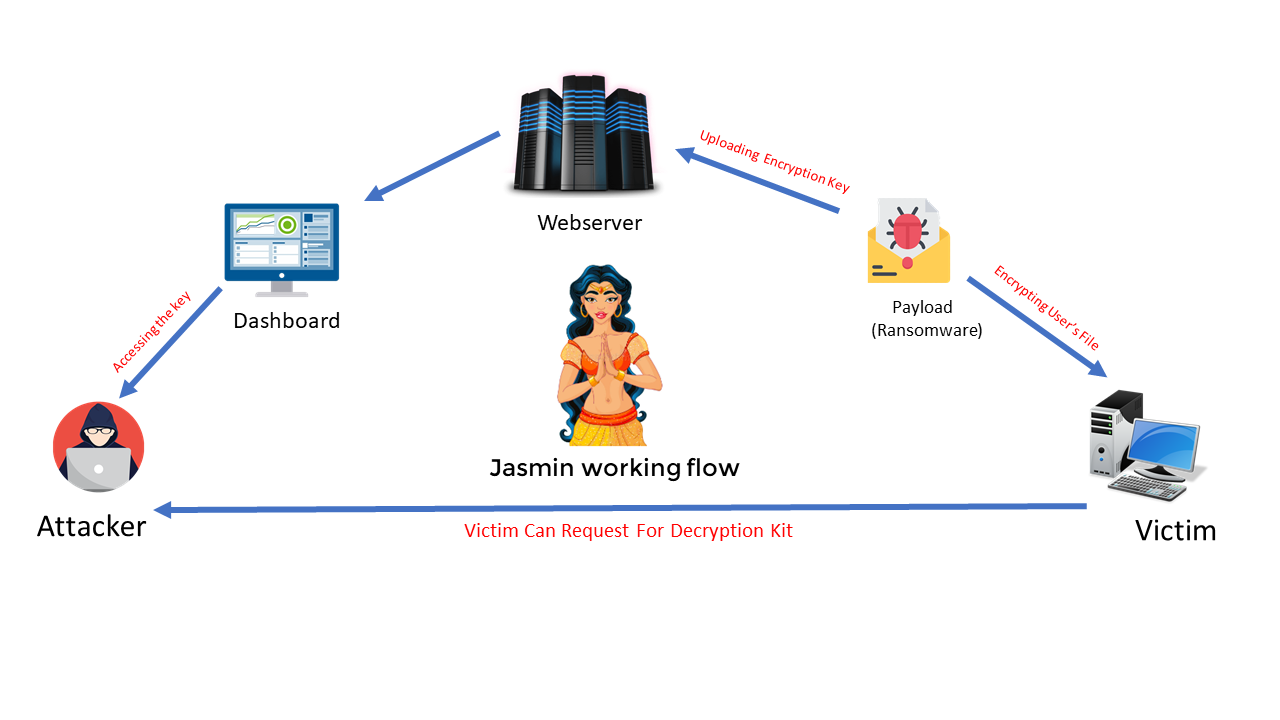 Uploading Encryption Key
Webserver
Encrypting User's File
Payload
(Ransomware)
Dashboard
Accessing the key
Jasmin working flow
Attacker
Victim Can Request For Decryption Kit
Victim